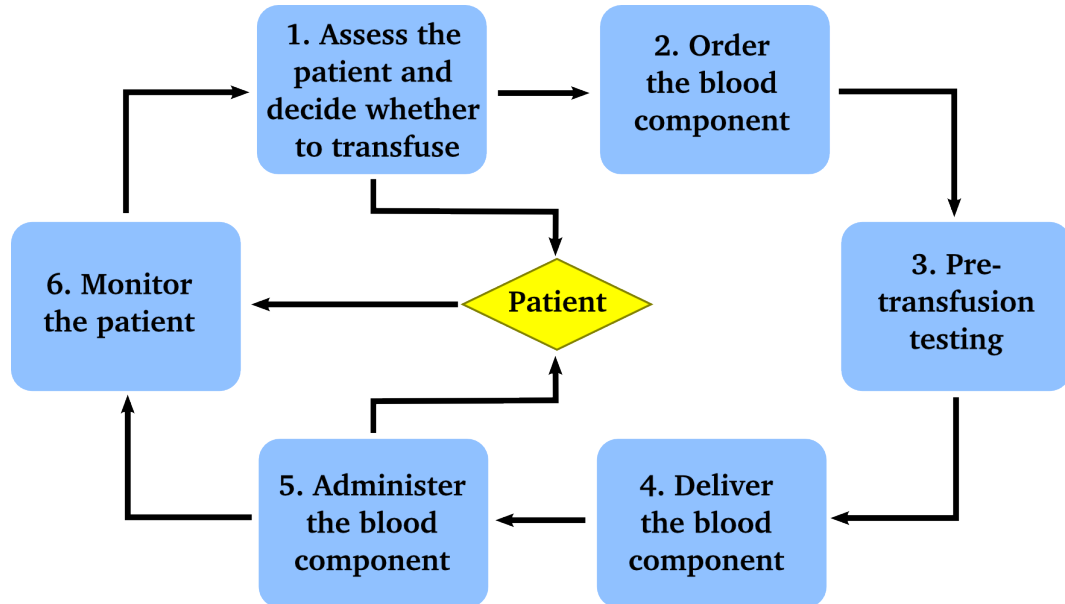 1. Assess the
patient and
decide whether
to transfuse
2. Order
the blood
component
3. Pre-
transfusion
testing
4. Deliver
the blood
component
5. Administer
the blood
component
6. Monitor
the patient
Patient